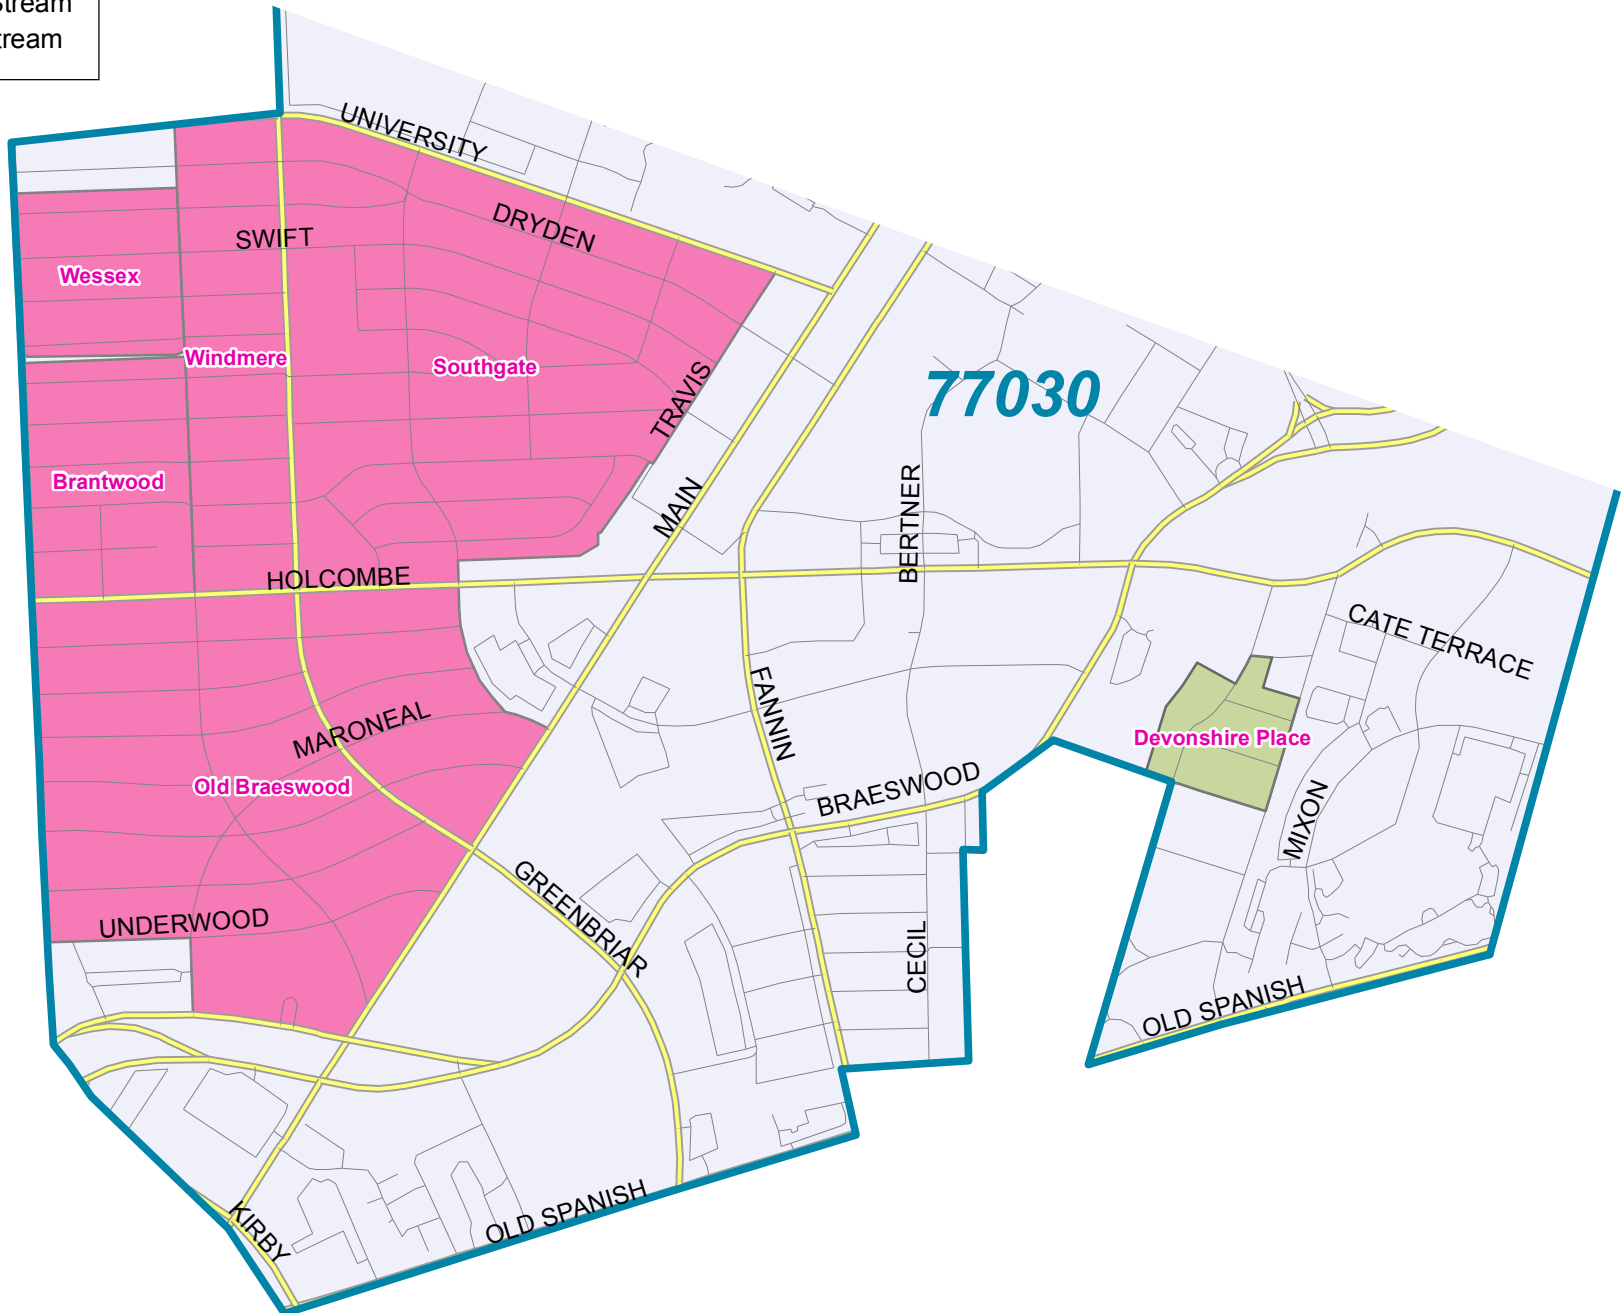 Stream
tream
UNIVERSITY
DRYDEN
SWIFT
Wessex
Windmere
Southgate
TRAVIS
77030
Brantwood
MAIN
BERTNER
HOLCOMBE
CATE TERRACE
FANNIN
MARONEAL
Devonshire Place
Old Braeswood
BRAESWOOD
MIXON
GREENBRIAR
UNDERWOOD
CECIL
OLD SPANISH
OLD SPANISH
KIRBY